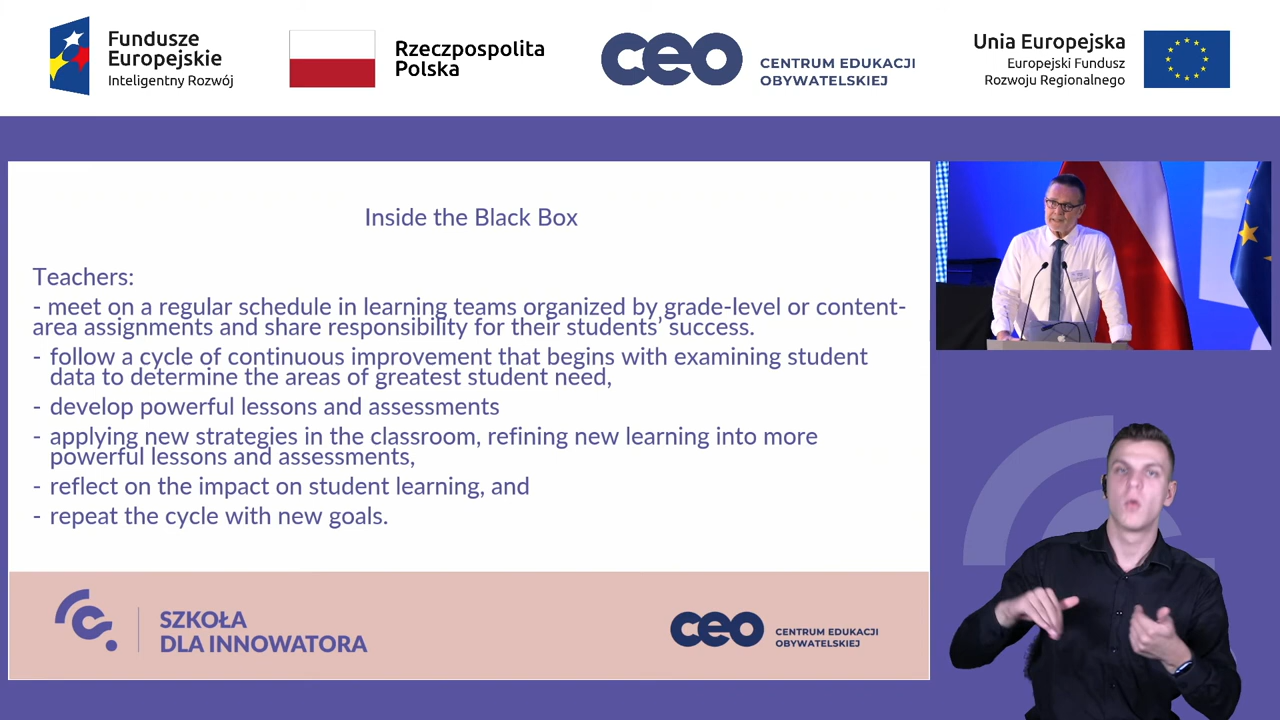 Fundusze
Europejskie
Inteligentny Rozwój
Rzeczpospolita
Polska
ceo
CENTRUM EDUKACJI
OBYWATELSKIEJ
Unia Europejska
Europejski Fundusz
Rozwoju Regionalnego
Inside the Black Box
Teachers:
- meet on a regular schedule in learning teams organized by grade-level or content-
area assignments and share responsibility for their students’ success.
- follow a cycle of continuous improvement that begins with examining student
data to determine the areas of greatest student need,
- develop powerful lessons and assessments
- applying new strategies in the classroom, refining new learning into more
powerful lessons and assessments,
- reflect on the impact on student learning, and
- repeat the cycle with new goals.
SZKOŁA
DLA INNOWATORA
ceo
CENTRUM EDUKACJI
OBYWATELSKIEJ